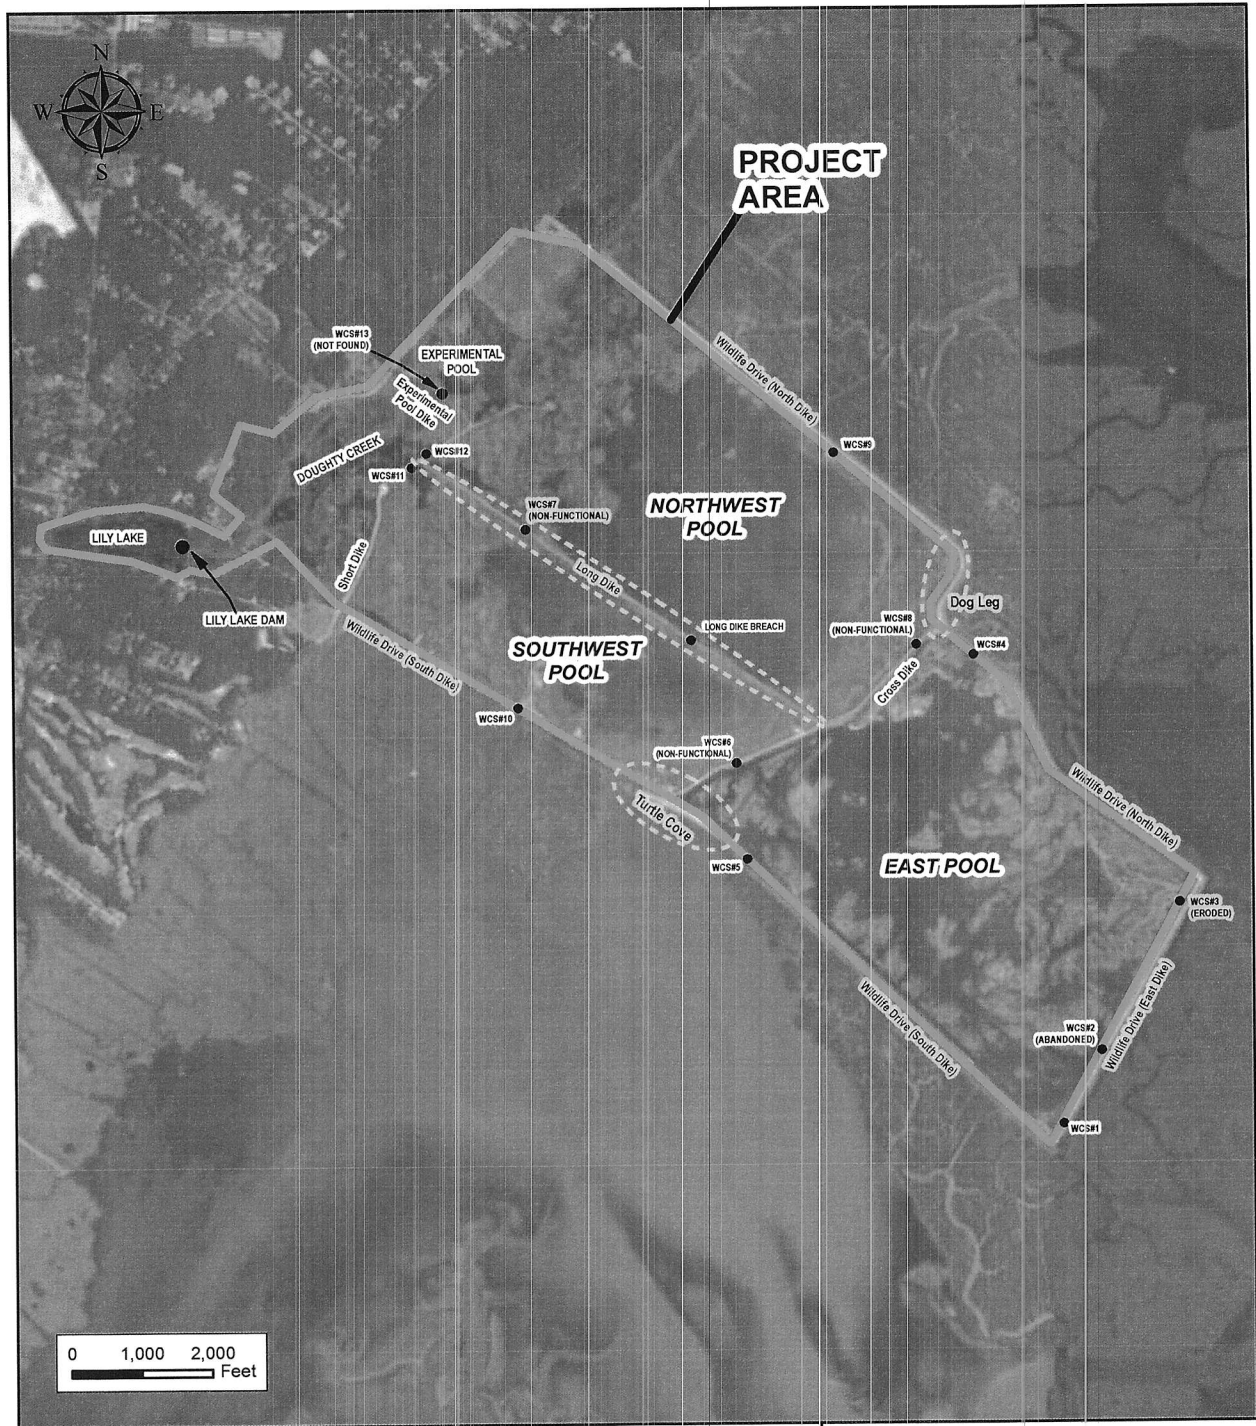 N
W
E
S
PROJECT
AREA
WCS#13
(NOT FOUND)
EXPERIMENTAL
POOL
Experimental
Pool Dike
Wildlife Drive (North Dike)
DOUGHTY CREEK
WCS#12
WCS#11
WCS#9
WCS#7
(NON-FUNCTIONAL)
NORTHWEST
POOL
LILY LAKE
Short Dike
Long Dike
Dog Leg
LILY LAKE DAM
WCS#8
(NON-FUNCTIONAL)
LONG DIKE BREACH
WCS#4
Wildlife Drive (South Dike)
SOUTHWEST
POOL
Cross Dike
WCS#10
WCS#6
(NON-FUNCTIONAL)
Turtle Cove
Wildlife Drive (North Dike)
WCS#5
EAST POOL
WCS#3
(ERODED)
Wildlife Drive (South Dike)
Wildlife Drive (East Dike)
WCS#2
(ABANDONED)
WCS#1
0 1,000 2,000
Feet